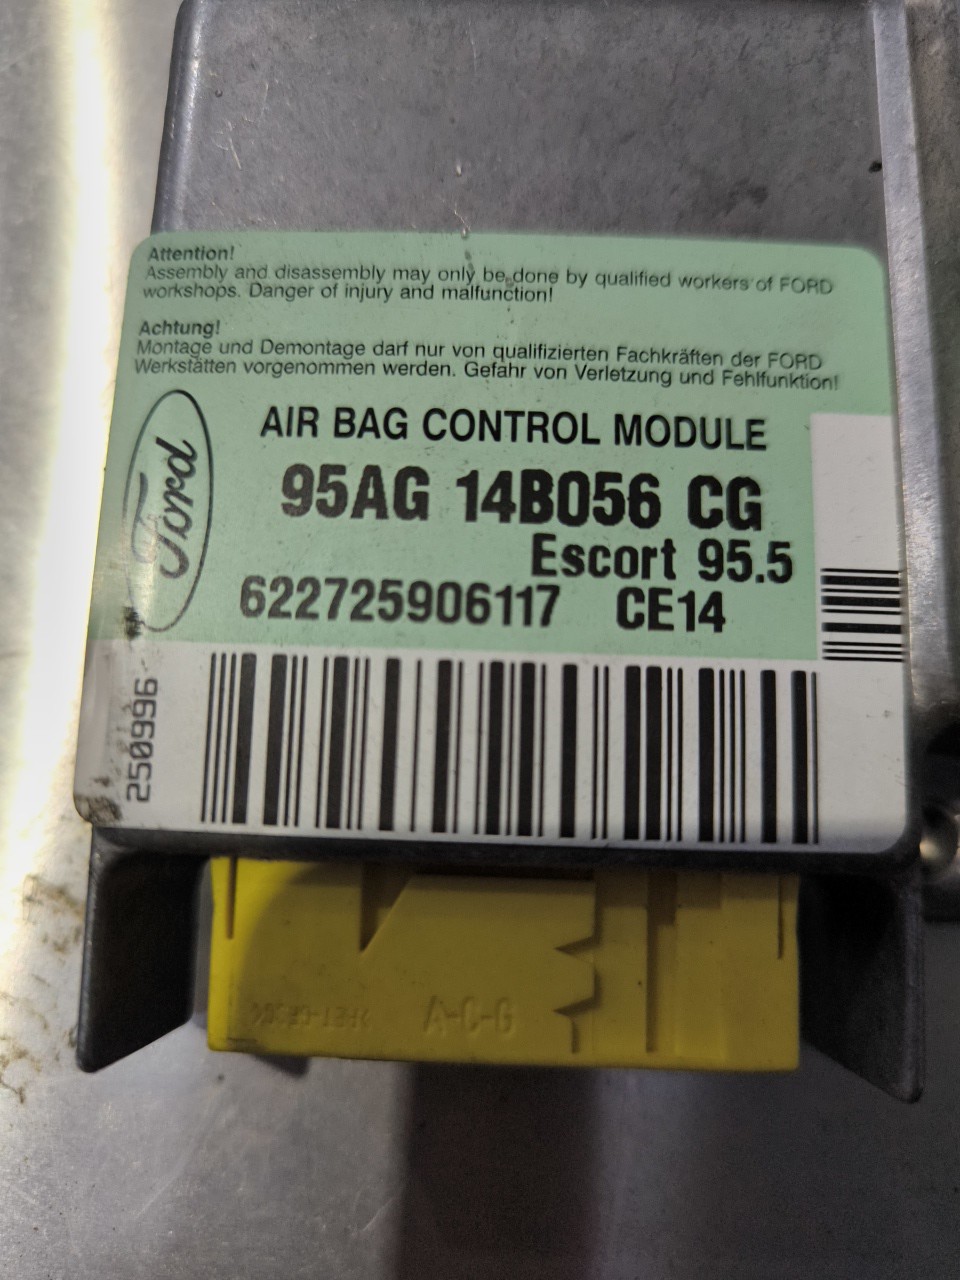 Attention!
Assembly and disassembly may only be done by qualified workers of FORD
workshops. Danger of injury and malfunction!
Achtung!
Montage und Demontage darf nur von qualifizierten Fachkräften der FORD
Werkstätten vorgenommen werden. Gefahr von Verletzung und Fehlfunktion!
Ford
AIR BAG CONTROL MODULE
95AG 14B056 CG
Escort 95.5
622725906117 CE14
250996
A-C-G